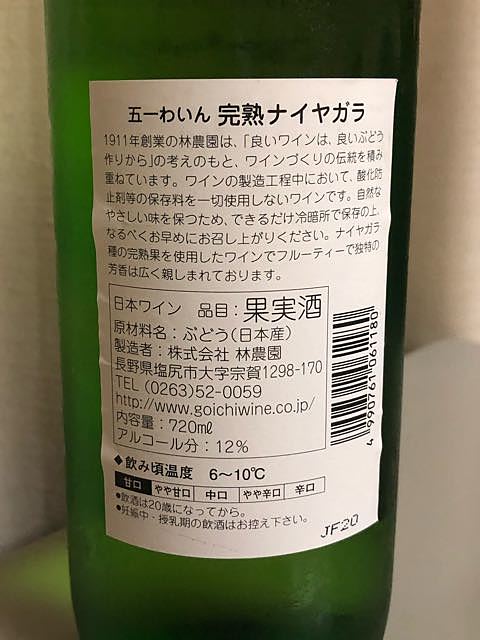 五一わいん 完熟ナイヤガラ
1911年創業の林農園は、「良いワインは、良いぶどう
作りから」の考えのもと、ワインづくりの伝統を積み
重ねています。ワインの製造工程中において、酸化防
止剤等の保存料を一切使用しないワインです。自然な
やさしい味を保つため、できるだけ冷暗所で保存の上、
なるべくお早めにお召し上がりください。ナイヤガラ
種の完熟果を使用したワインでフルーティーで独特の
芳香は広く親しまれております。
日本ワイン 品目：果実酒
原材料名：ぶどう（日本産）
製造者：株式会社 林農園
長野県塩尻市大字宗賀1298-170
TEL (0263)52-0059
http://www.goichiwine.co.jp/
内容量：720㎖
アルコール分：12%
4 990761 061180
◆飲み頃温度 6～10℃
甘口 やや甘口 中口 やや辛口 辛口
●飲酒は20歳になってから。
●妊娠中・授乳期の飲酒はお控え下さい。
JF20